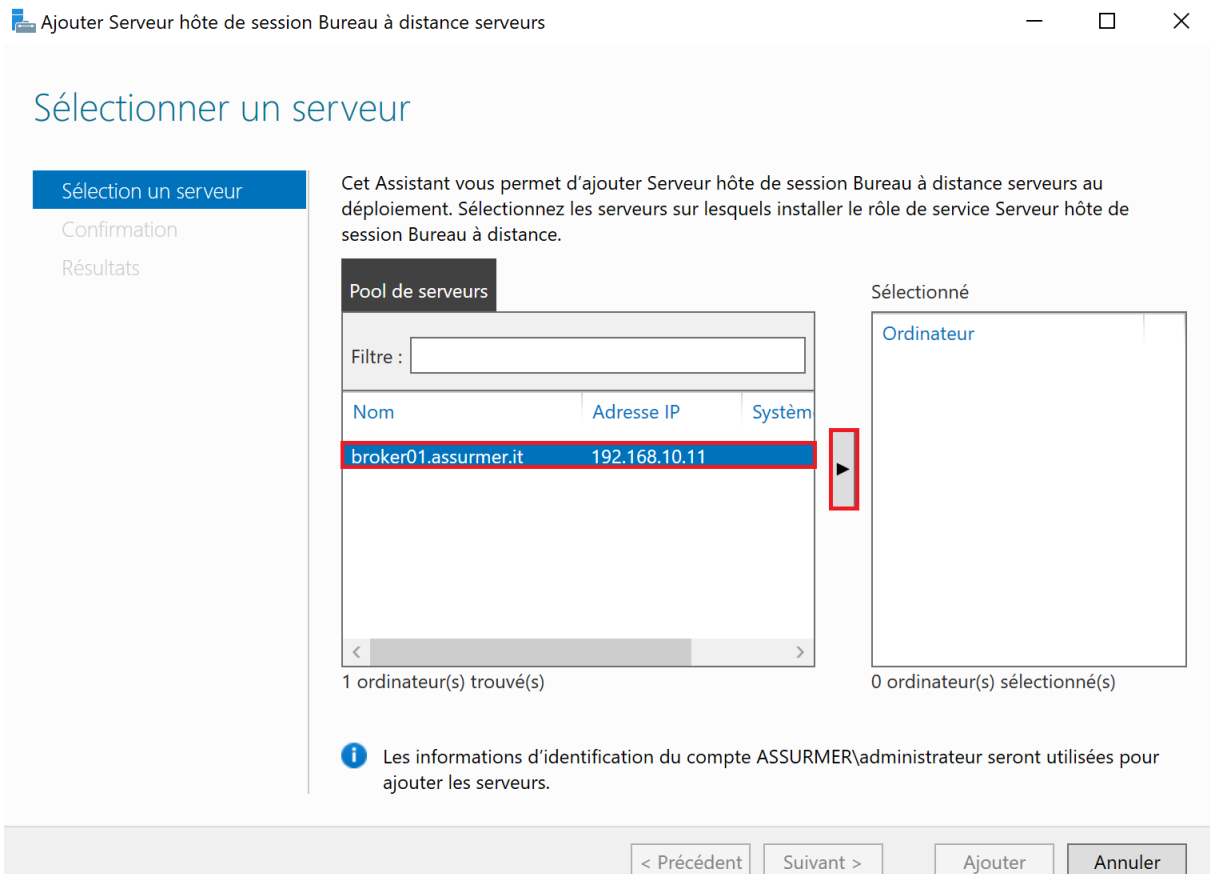 Ajouter Serveur hôte de session Bureau à distance serveurs
Sélectionner un serveur
Sélection un serveur
Confirmation
Résultats
Cet Assistant vous permet d’ajouter Serveur hôte de session Bureau à distance serveurs au
déploiement. Sélectionnez les serveurs sur lesquels installer le rôle de service Serveur hôte de
session Bureau à distance.
Pool de serveurs
Filtre :
Nom Adresse IP Systèm
broker01.assurmer.it 192.168.10.11
1 ordinateur(s) trouvé(s)
Sélectionné
Ordinateur
0 ordinateur(s) sélectionné(s)
Les informations d’identification du compte ASSURMER\administrateur seront utilisées pour
ajouter les serveurs.
< Précédent Suivant > Ajouter Annuler